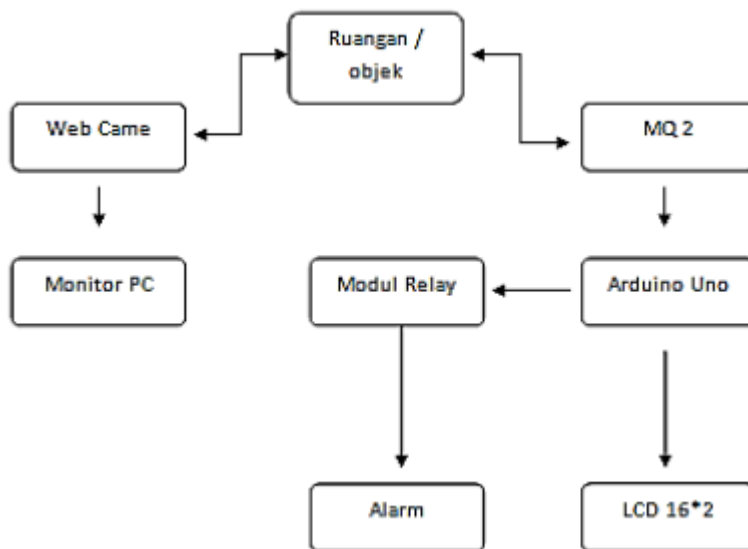 Ruangan /
objek
Web Came
MQ 2
Monitor PC
Modul Relay
Arduino Uno
Alarm
LCD 16*2